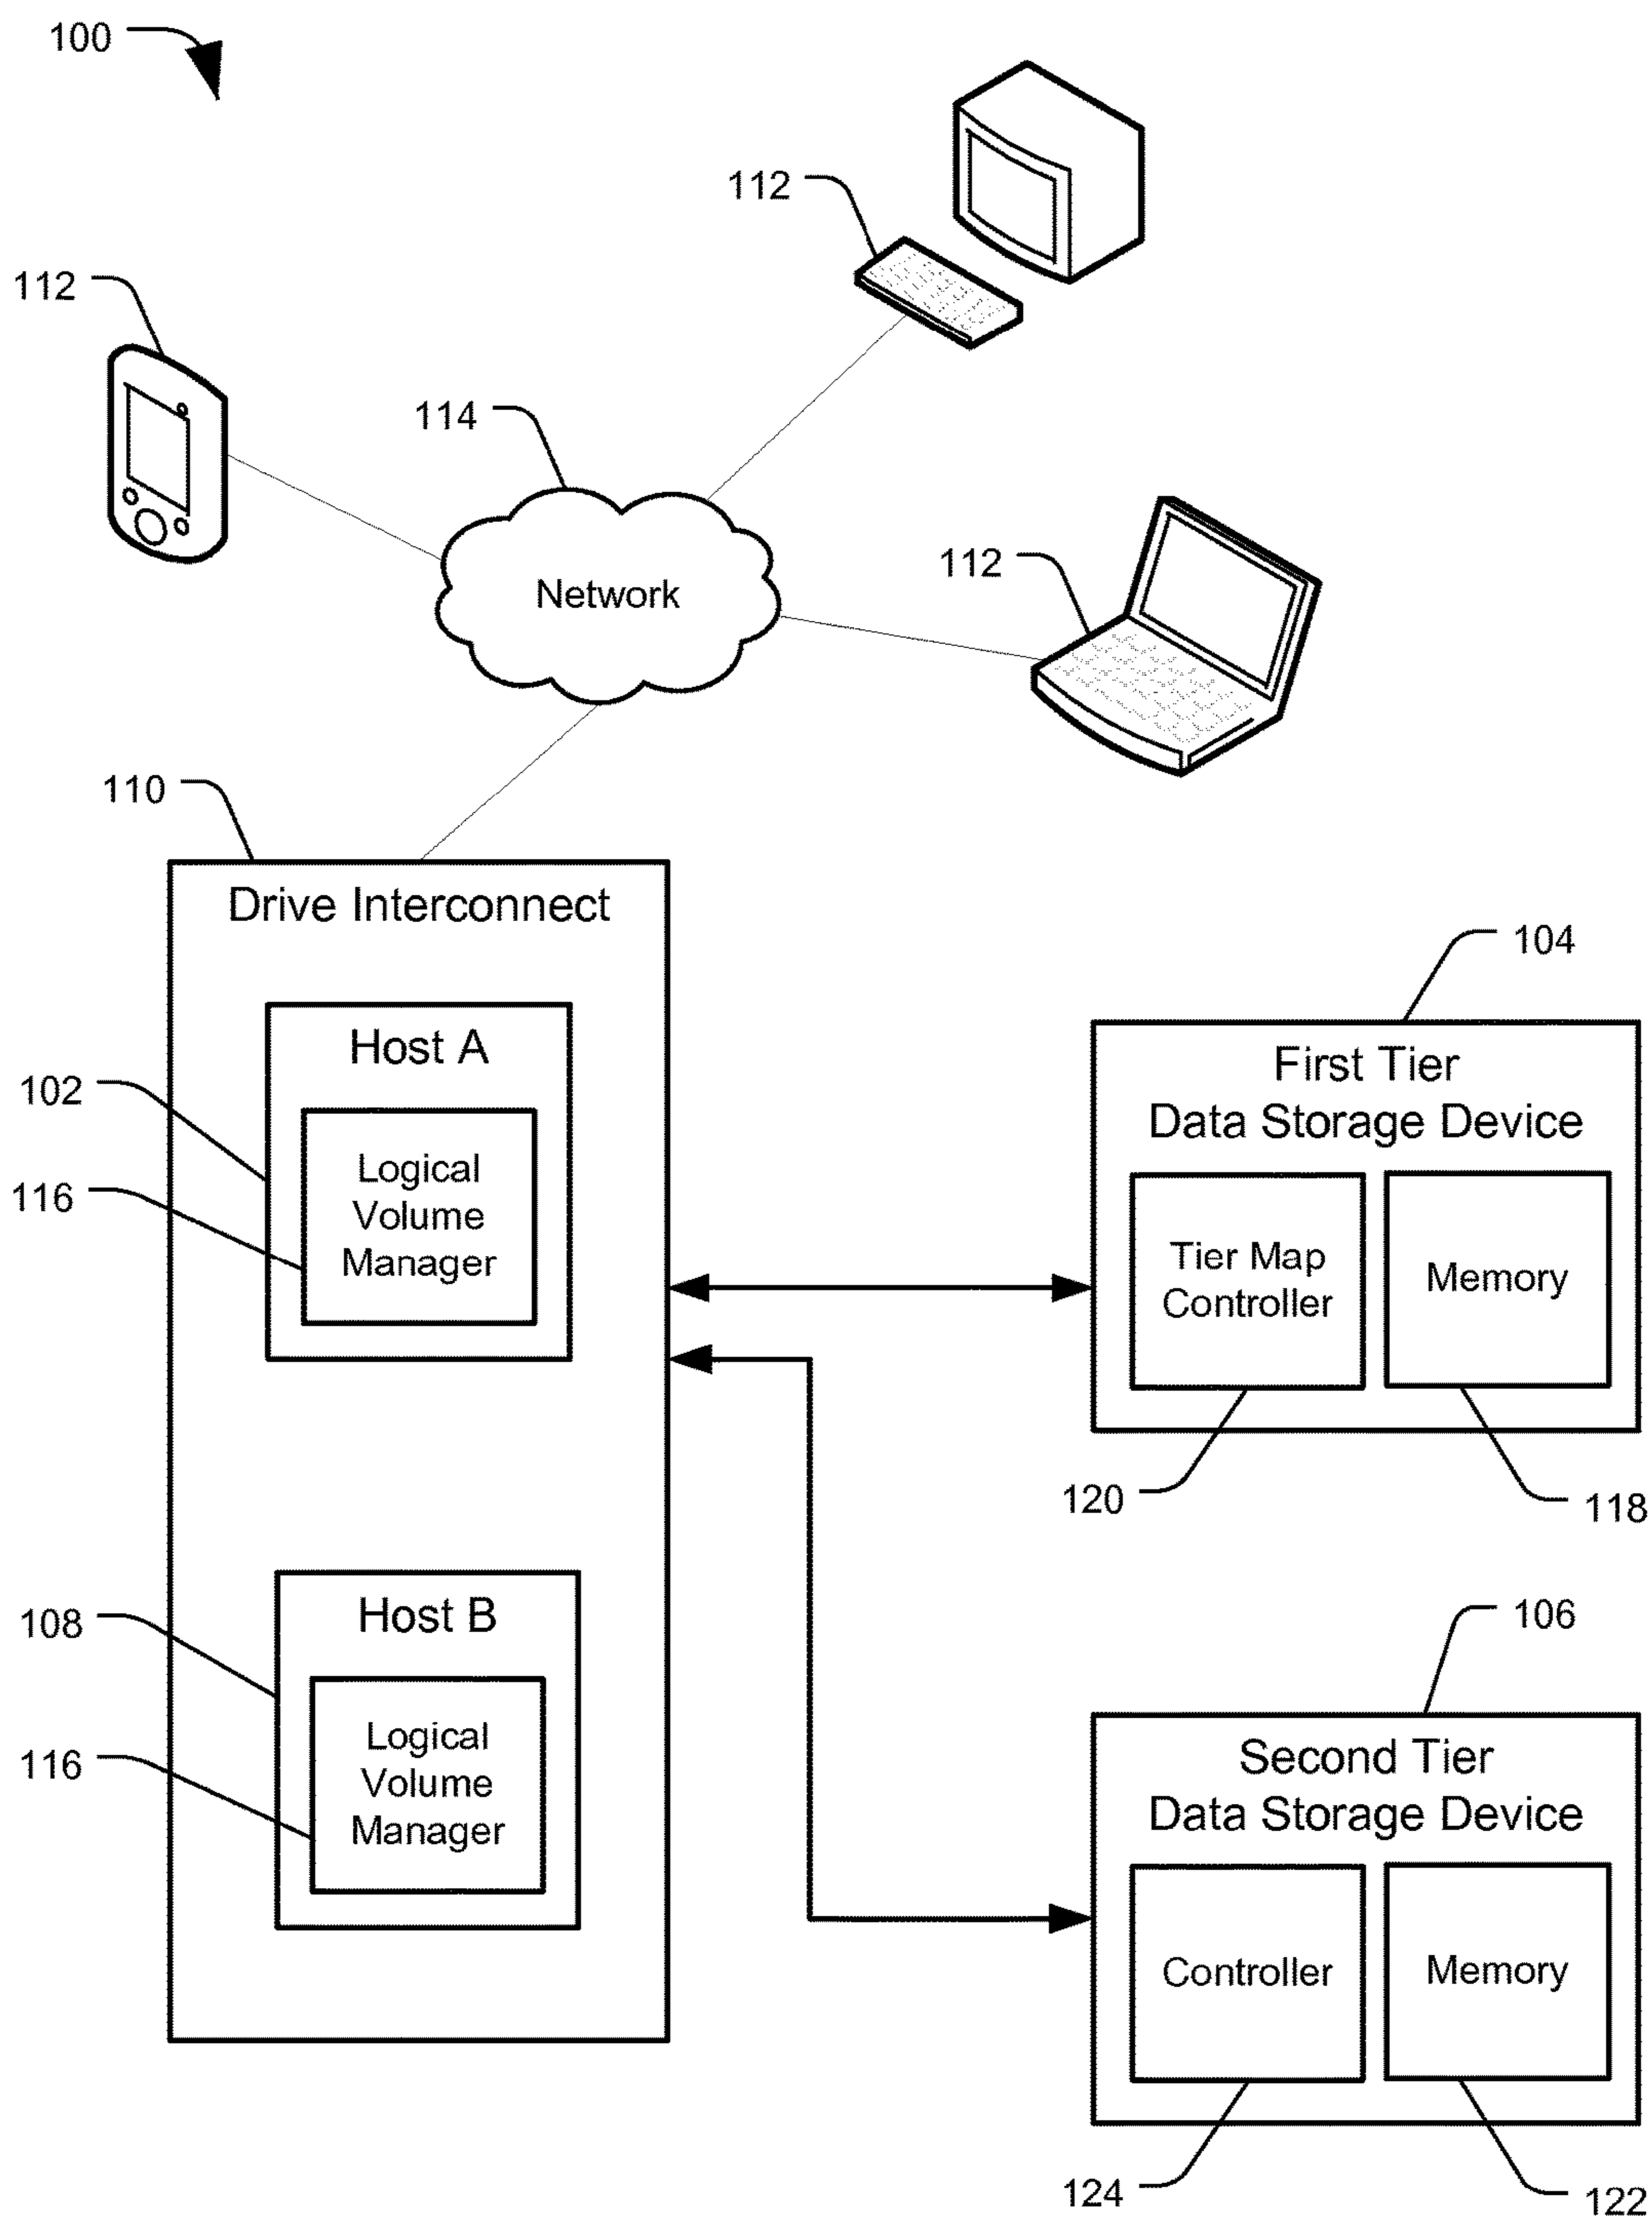 100
112
112
114
Network
112
110
Drive Interconnect
104
Host A
First Tier
Data Storage Device
102
Logical
Volume
Manager
116
Tier Map
Controller
Memory
120
118
Host B
108
106
Logical
Volume
Manager
116
Second Tier
Data Storage Device
Controller
Memory
124
122